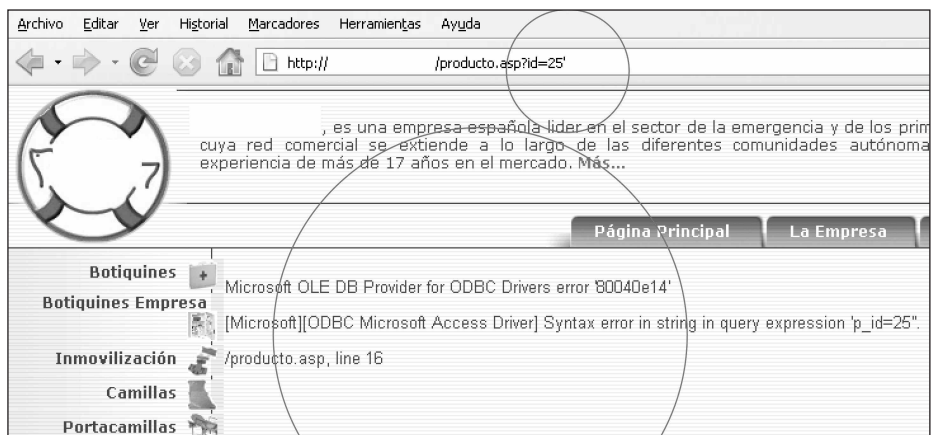 Archivo Editar Ver Historial Marcadores Herramientas Ayuda
http:// /producto.asp?id=25'
, es una empresa española lider en el sector de la emergencia y de los prim
cuya red comercial se extiende a lo largo de las diferentes comunidades autónoma
experiencia de más de 17 años en el mercado. Más...
Página Principal La Empresa
Botiquines
Botiquines Empresa
Inmovilización
Camillas
Portacamillas
Microsoft OLE DB Provider for ODBC Drivers error '80040e14'
[Microsoft][ODBC Microsoft Access Driver] Syntax error in string in query expression 'p_id=25''.
/producto.asp, line 16